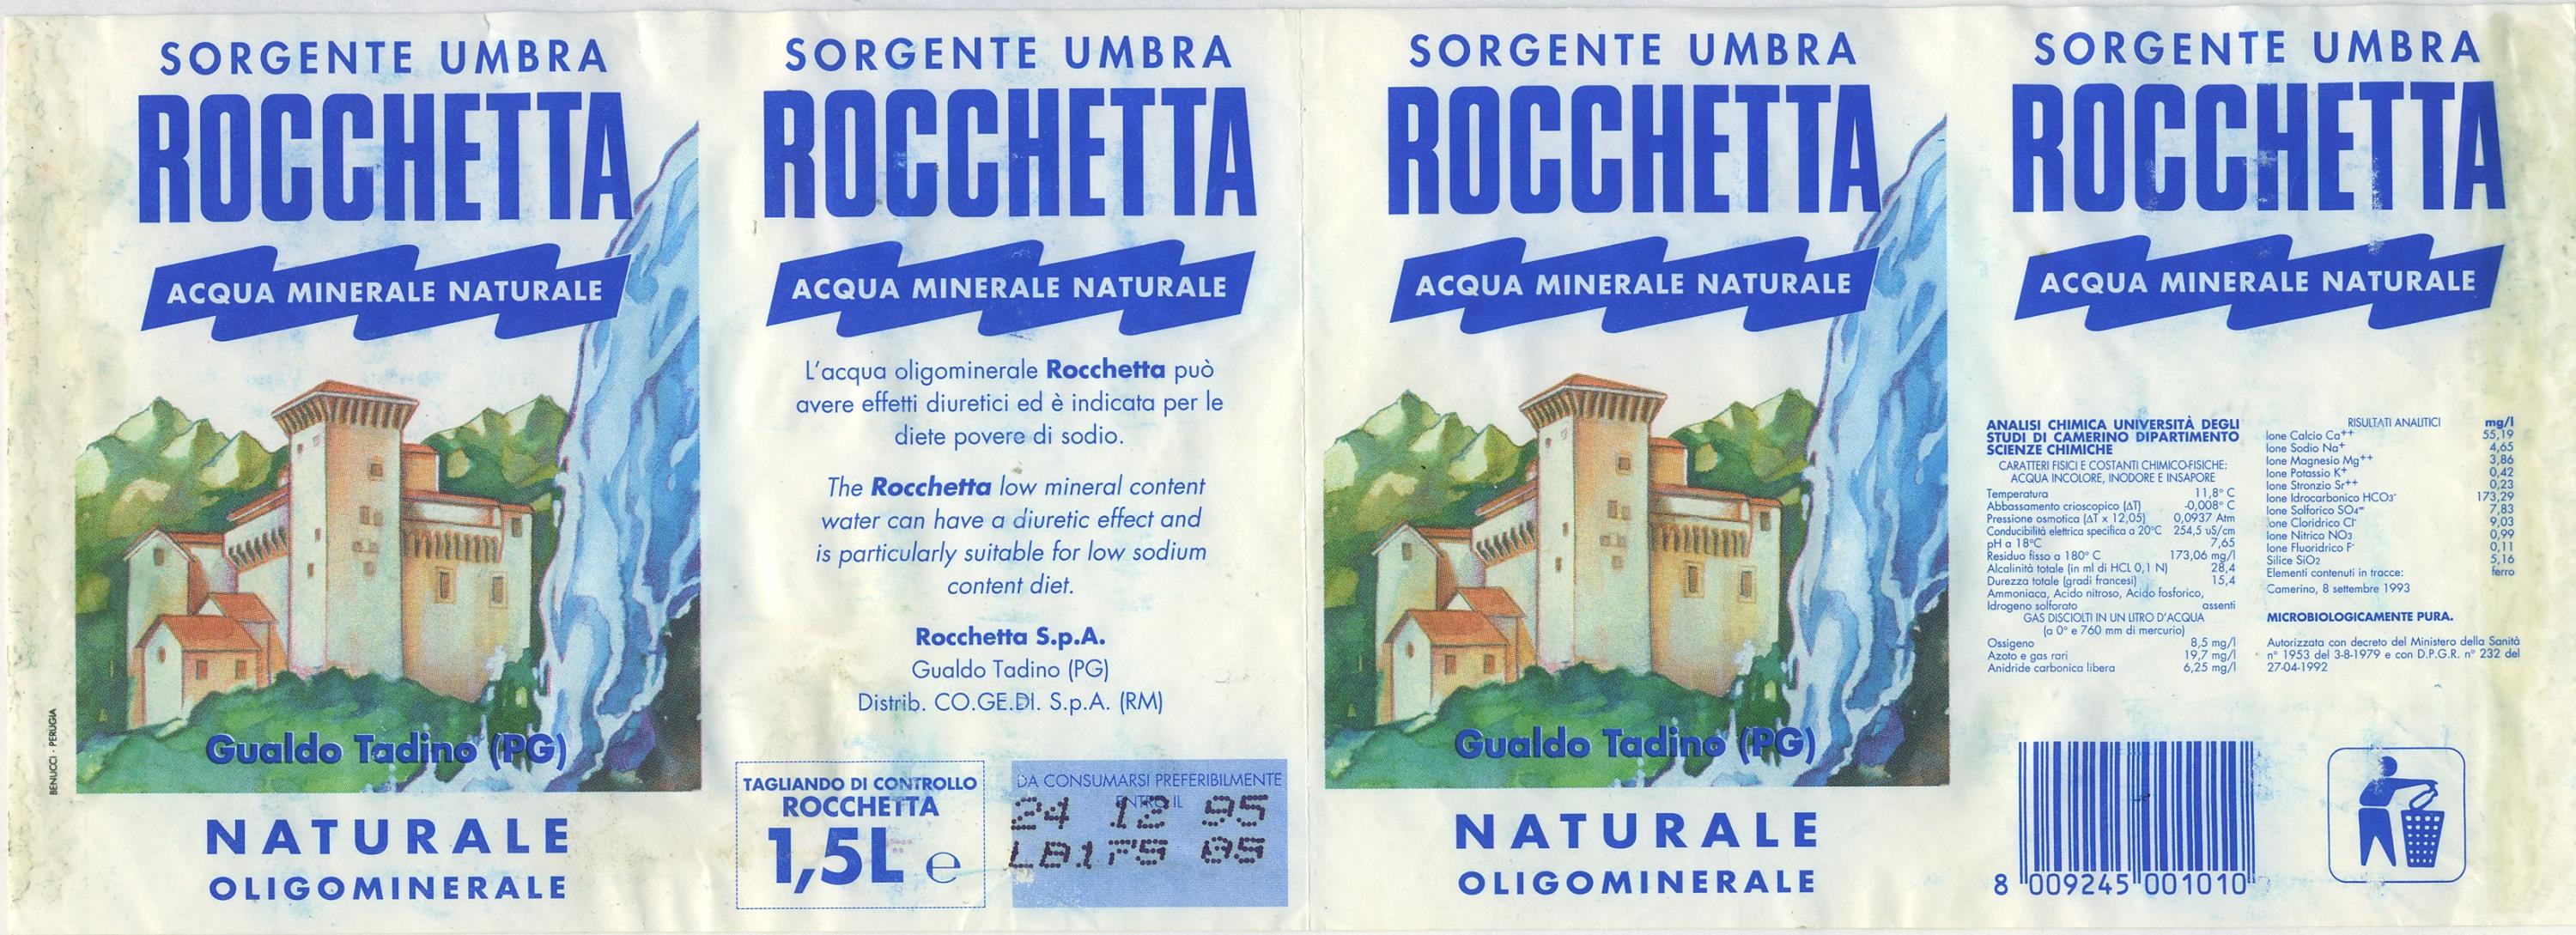 SORGENTE UMBRA
ROCCHETTA
ACQUA MINERALE NATURALE
Gualdo Tadino (PG)
NATURALE
OLIGOMINERALE
BENUCCI - PERUGIA
SORGENTE UMBRA
ROCCHETTA
ACQUA MINERALE NATURALE
L'acqua oligominerale Rocchetta può
avere effetti diuretici ed è indicata per le
diete povere di sodio.
The Rocchetta low mineral content
water can have a diuretic effect and
is particularly suitable for low sodium
content diet.
Rocchetta S.p.A.
Gualdo Tadino (PG)
Distrib. CO.GE.DI. S.p.A. (RM)
TAGLIANDO DI CONTROLLO
ROCCHETTA
1,5L e
DA CONSUMARSI PREFERIBILMENTE
ENTRO IL
24 12 95
SORGENTE UMBRA
ROCCHETTA
ACQUA MINERALE NATURALE
Gualdo Tadino (PG)
NATURALE
OLIGOMINERALE
SORGENTE UMBRA
ROCCHETTA
ACQUA MINERALE NATURALE
ANALISI CHIMICA UNIVERSITÀ DEGLI
STUDI DI CAMERINO DIPARTIMENTO
SCIENZE CHIMICHE
CARATTERI FISICI E COSTANTI CHIMICO-FISICHE:
ACQUA INCOLORE, INODORE E INSAPORE
Temperatura 11,8° C
Abbassamento crioscopico (ΔT) -0,008° C
Pressione osmotica (ΔT x 12,05) 0,0937 Atm
Conducibilità elettrica specifica a 20°C 254,5 uS/cm
pH a 18°C 7,65
Residuo fisso a 180° C 173,06 mg/l
Alcalinità totale (in ml di HCL 0,1 N) 28,4
Durezza totale (gradi francesi) 15,4
Ammoniaca, Acido nitroso, Acido fosforico,
Idrogeno solforato assenti
GAS DISCIOLTI IN UN LITRO D'ACQUA
(a 0° e 760 mm di mercurio)
Ossigeno 8,5 mg/l
Azoto e gas rari 19,7 mg/l
Anidride carbonica libera 6,25 mg/l
RISULTATI ANALITICI mg/l
Ione Calcio Ca++ 55,19
Ione Sodio Na+ 4,65
Ione Magnesio Mg++ 3,86
Ione Potassio K+ 0,42
Ione Stronzio Sr++ 0,23
Ione Idrocarbonico HCO3- 173,29
Ione Solforico SO4= 7,83
Ione Cloridrico Cl- 9,03
Ione Nitrico NO3 0,99
Ione Fluoridrico F- 0,11
Silice SiO2 5,16
Elementi contenuti in tracce: ferro
Camerino, 8 settembre 1993
MICROBIOLOGICAMENTE PURA.
Autorizzata con decreto del Ministero della Sanità
n° 1953 del 3-8-1979 e con D.P.G.R. n° 232 del
27-04-1992
8 009245 001010